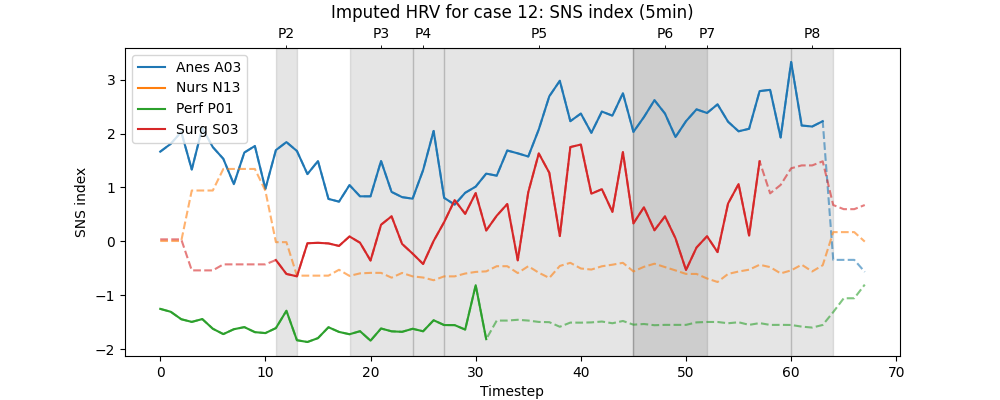 Imputed HRV for case 12: SNS index (5min)
P2 P3 P4 P5 P6 P7 P8
Anes A03
Nurs N13
Perf P01
Surg S03
SNS index
3
2
1
0
−1
−2
0 10 20 30 40 50 60 70
Timestep